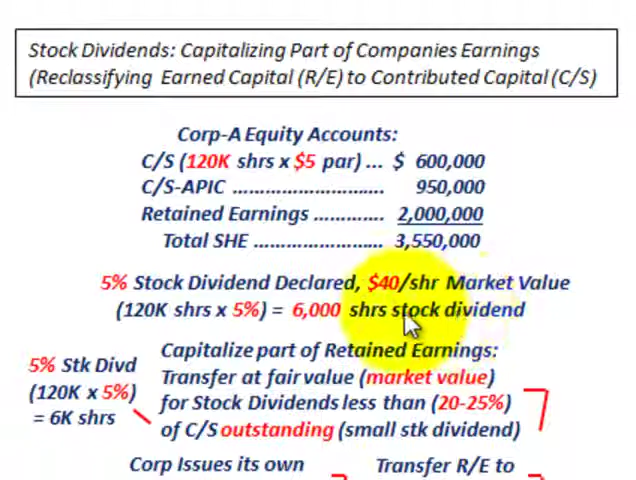 Stock Dividends: Capitalizing Part of Companies Earnings
(Reclassifying Earned Capital (R/E) to Contributed Capital (C/S)
Corp-A Equity Accounts:
C/S (120K shrs x $5 par) ... $ 600,000
C/S-APIC ............................ 950,000
Retained Earnings ............. 2,000,000
Total SHE ....................... 3,550,000
5% Stock Dividend Declared, $40/shr Market Value
(120K shrs x 5%) = 6,000 shrs stock dividend
Capitalize part of Retained Earnings:
Transfer at fair value (market value)
for Stock Dividends less than (20-25%)
of C/S outstanding (small stk dividend)
5% Stk Divd
(120K x 5%)
= 6K shrs
Corp Issues its own
Transfer R/E to